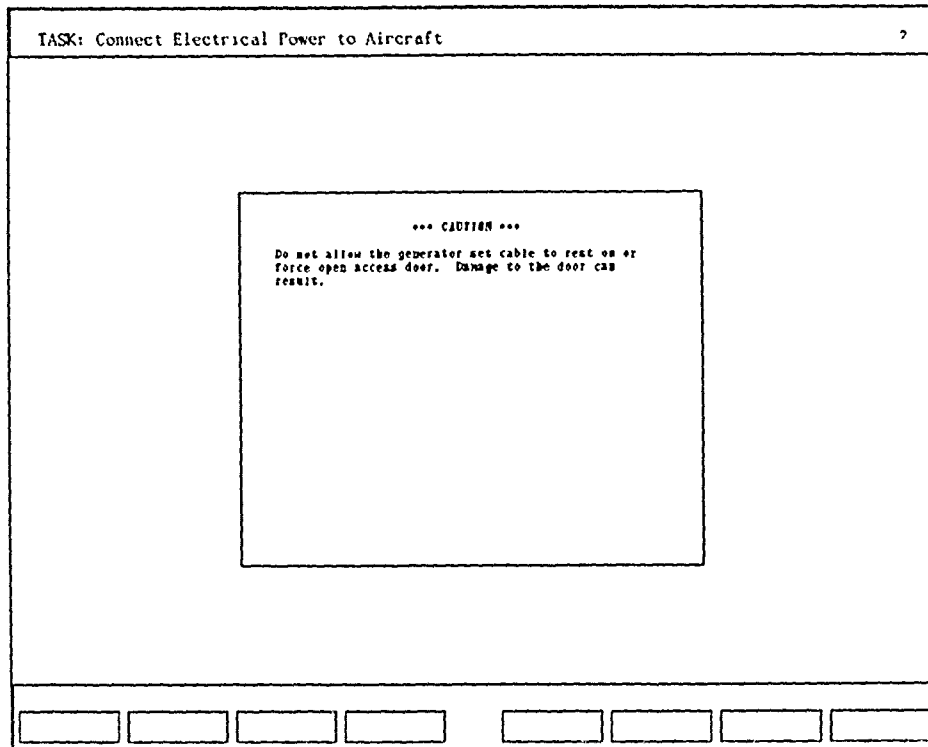 TASK: Connect Electrical Power to Aircraft ?
*** CAUTION ***
Do not allow the generator set cable to rest on or
force open access door. Damage to the door can
result.